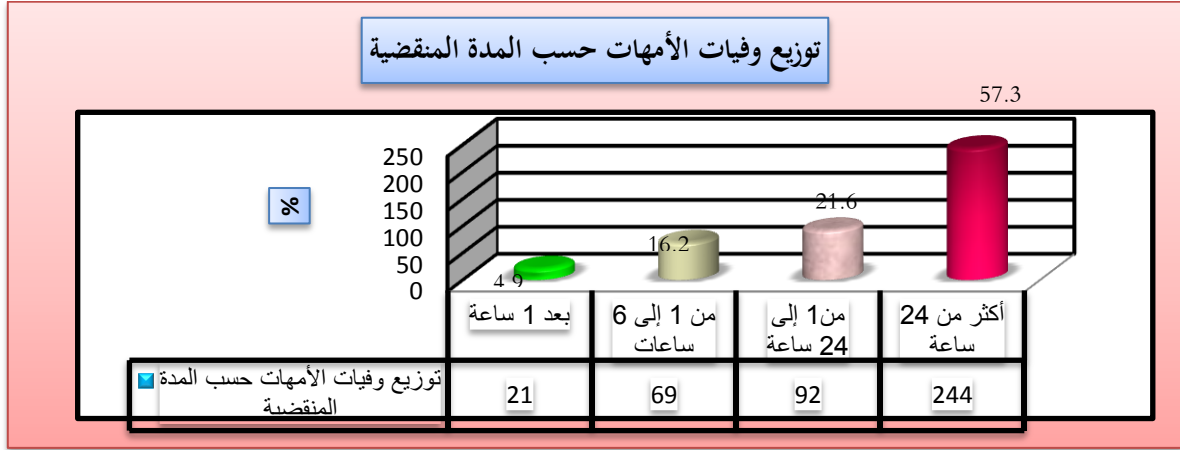 توزيع وفيات الأمهات حسب المدة المنقضية
57.3
21.6
16.2
4.9
%
250
200
150
100
50
0
بعد 1 ساعة
من 1 إلى 6
ساعات
من1 إلى
24 ساعة
أكثر من 24
ساعة
توزيع وفيات الأمهات حسب المدة
المنقضية
21
69
92
244